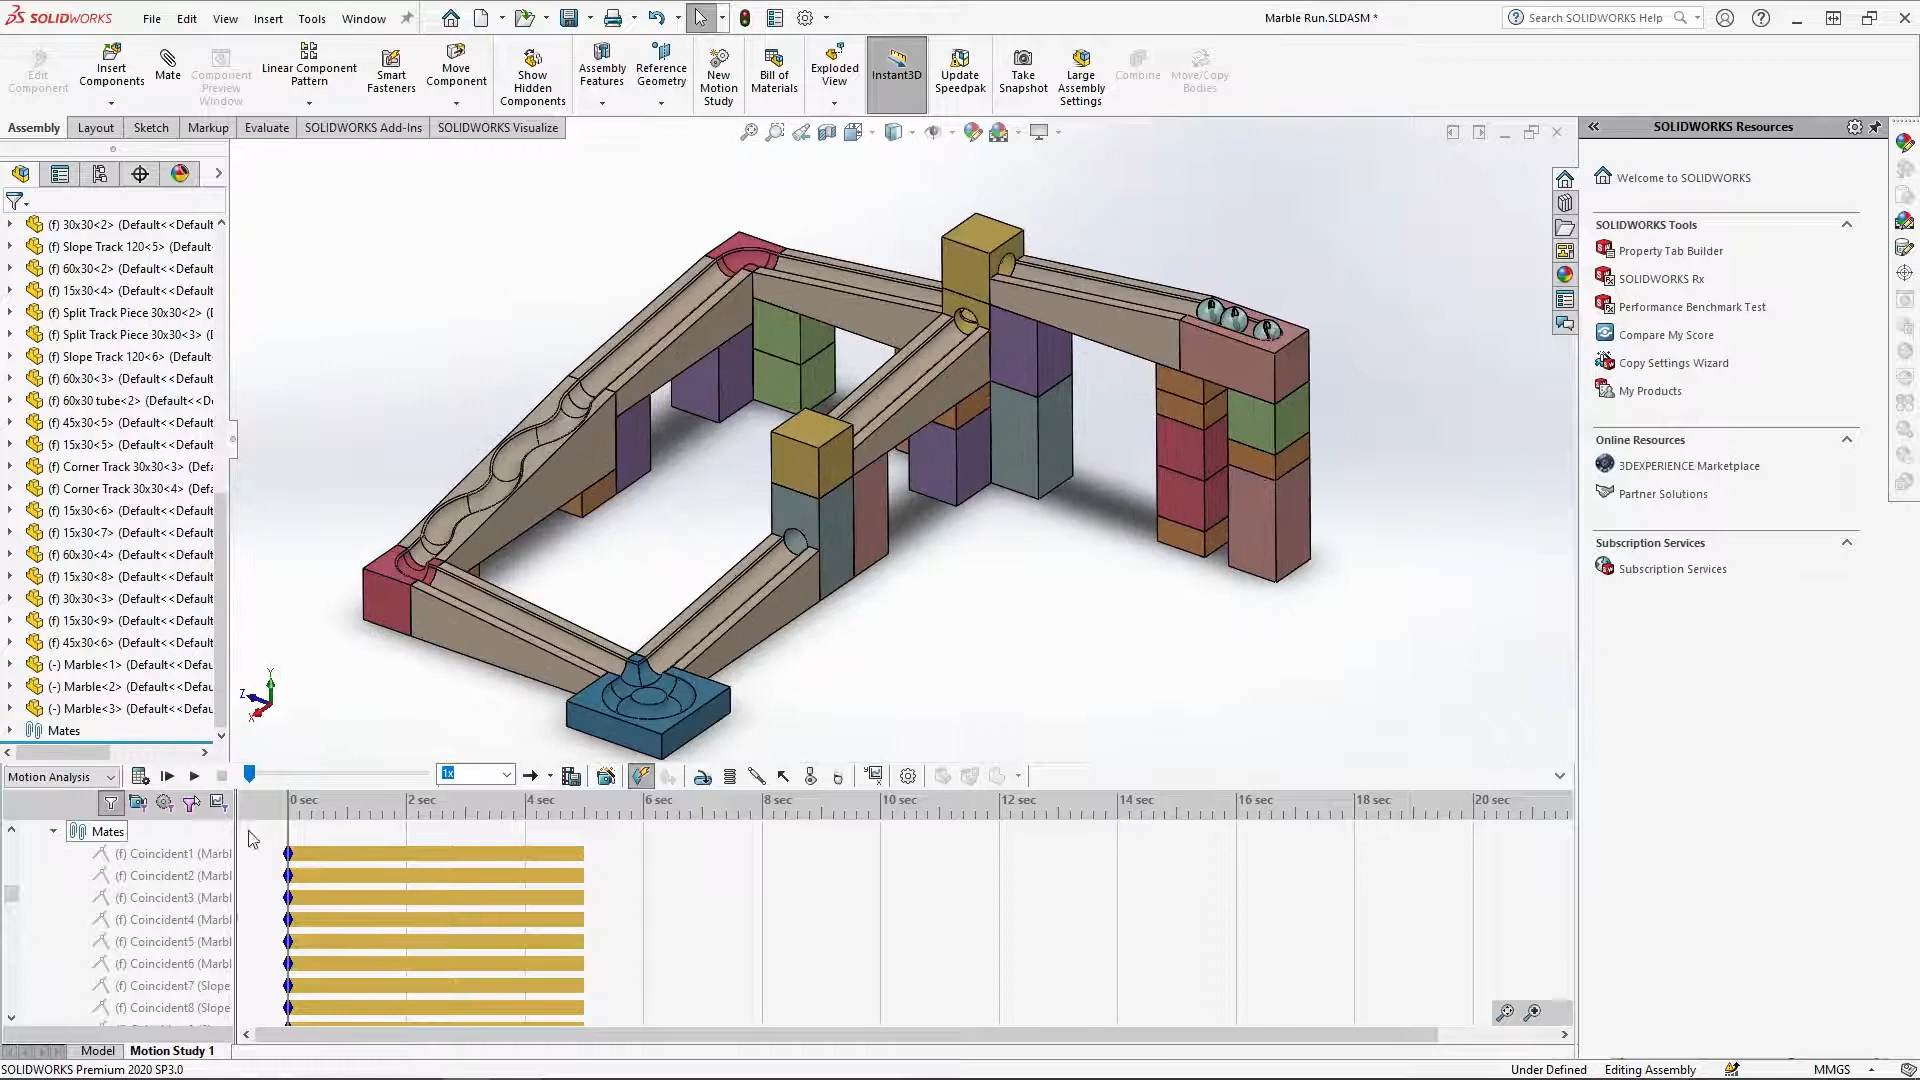 SOLIDWORKS File Edit View Insert Tools Window Marble Run.SLDASM * Search SOLIDWORKS Help
Edit Component
Insert Components
Mate
Component Preview Window
Linear Component Pattern
Smart Fasteners
Move Component
Show Hidden Components
Assembly Features
Reference Geometry
New Motion Study
Bill of Materials
Exploded View
Instant3D
Update Speedpak
Take Snapshot
Large Assembly Settings
Combine
Move/Copy Bodies
Assembly Layout Sketch Markup Evaluate SOLIDWORKS Add-Ins SOLIDWORKS Visualize
(f) 30x30<2> (Default<<Default
(f) Slope Track 120<5> (Default
(f) 60x30<2> (Default<<Default
(f) 15x30<4> (Default<<Default
(f) Split Track Piece 30x30<2> (
(f) Split Track Piece 30x30<3> (
(f) Slope Track 120<6> (Default
(f) 60x30<3> (Default<<Default
(f) 60x30 tube<2> (Default<<D
(f) 45x30<5> (Default<<Default
(f) 15x30<5> (Default<<Default
(f) Corner Track 30x30<3> (Defa
(f) Corner Track 30x30<4> (Defa
(f) 15x30<6> (Default<<Default
(f) 15x30<7> (Default<<Default
(f) 60x30<4> (Default<<Default
(f) 15x30<8> (Default<<Default
(f) 30x30<3> (Default<<Default
(f) 15x30<9> (Default<<Default
(f) 45x30<6> (Default<<Default
(-) Marble<1> (Default<<Defau
(-) Marble<2> (Default<<Defau
(-) Marble<3> (Default<<Defau
Mates
Y
Z
X
SOLIDWORKS Resources
Welcome to SOLIDWORKS
SOLIDWORKS Tools
Property Tab Builder
SOLIDWORKS Rx
Performance Benchmark Test
Compare My Score
Copy Settings Wizard
My Products
Online Resources
3DEXPERIENCE Marketplace
Partner Solutions
Subscription Services
Subscription Services
Motion Analysis 1x
0 sec 2 sec 4 sec 6 sec 8 sec 10 sec 12 sec 14 sec 16 sec 18 sec 20 sec
Mates
(f) Coincident1 (Marbl
(f) Coincident2 (Marbl
(f) Coincident3 (Marbl
(f) Coincident4 (Marbl
(f) Coincident5 (Marbl
(f) Coincident6 (Marbl
(f) Coincident7 (Slope
(f) Coincident8 (Slope
Model Motion Study 1
SOLIDWORKS Premium 2020 SP3.0 Under Defined Editing Assembly MMGS